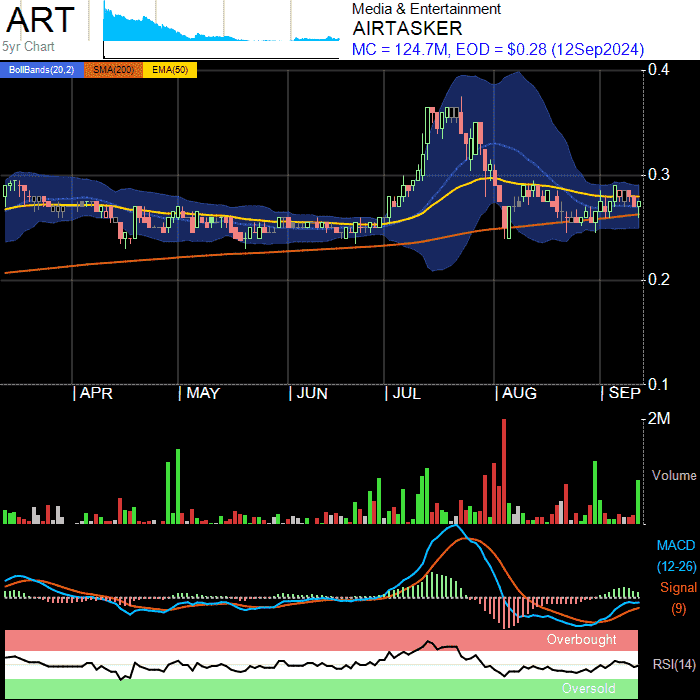 ART
5yr Chart
Media & Entertainment
AIRTASKER
MC = 124.7M, EOD = $0.28 (12Sep2024)
BollBands(20,2) SMA(200) EMA(50)
0.4
0.3
0.2
0.1
APR MAY JUN JUL AUG SEP
2M
Volume
MACD
(12-26)
Signal
(9)
Overbought
RSI(14)
Oversold